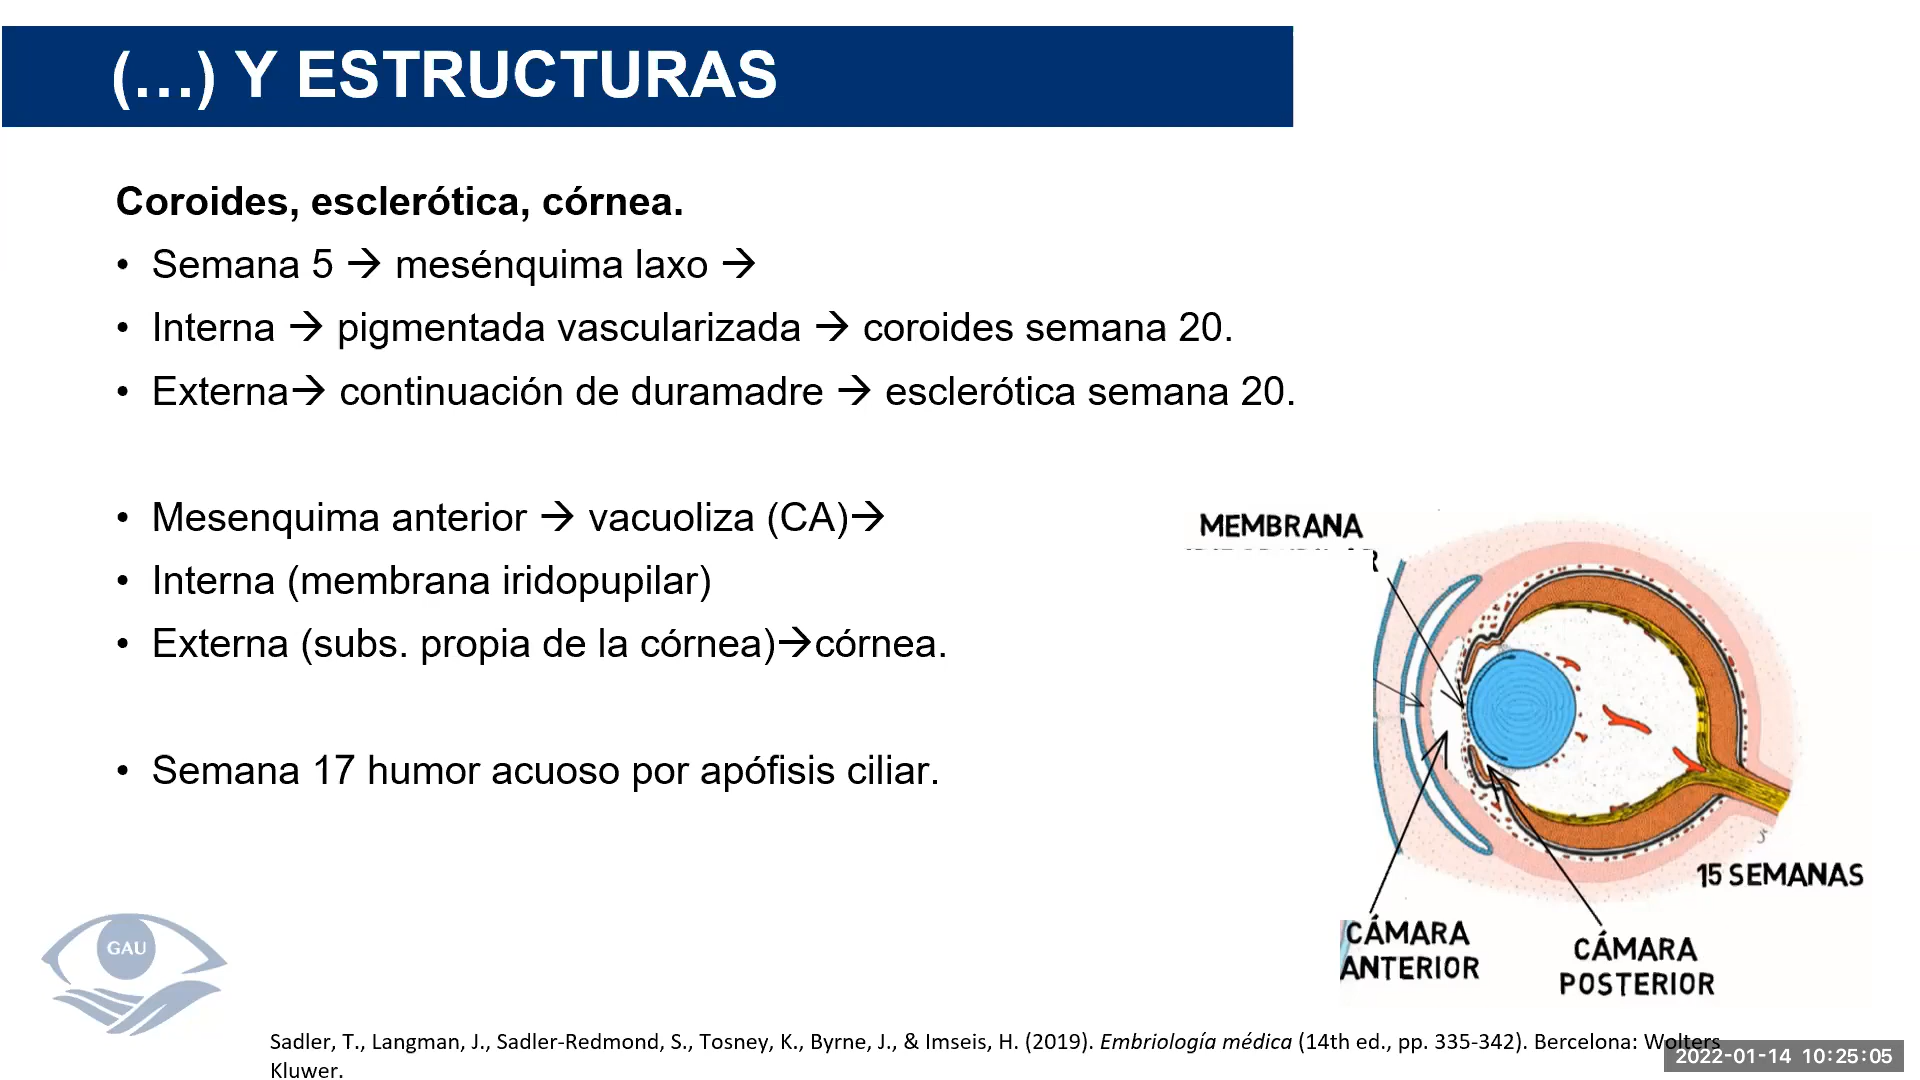 (…) Y ESTRUCTURAS
Coroides, esclerótica, córnea.
• Semana 5 → mesénquima laxo →
• Interna → pigmentada vascularizada → coroides semana 20.
• Externa→ continuación de duramadre → esclerótica semana 20.
• Mesenquima anterior → vacuoliza (CA)→
• Interna (membrana iridopupilar)
• Externa (subs. propia de la córnea)→córnea.
• Semana 17 humor acuoso por apófisis ciliar.
MEMBRANA
15 SEMANAS
CÁMARA
ANTERIOR
CÁMARA
POSTERIOR
GAU
Sadler, T., Langman, J., Sadler-Redmond, S., Tosney, K., Byrne, J., & Imseis, H. (2019). Embriología médica (14th ed., pp. 335-342). Bercelona: Wolters
Kluwer.
2022-01-14 10:25:05